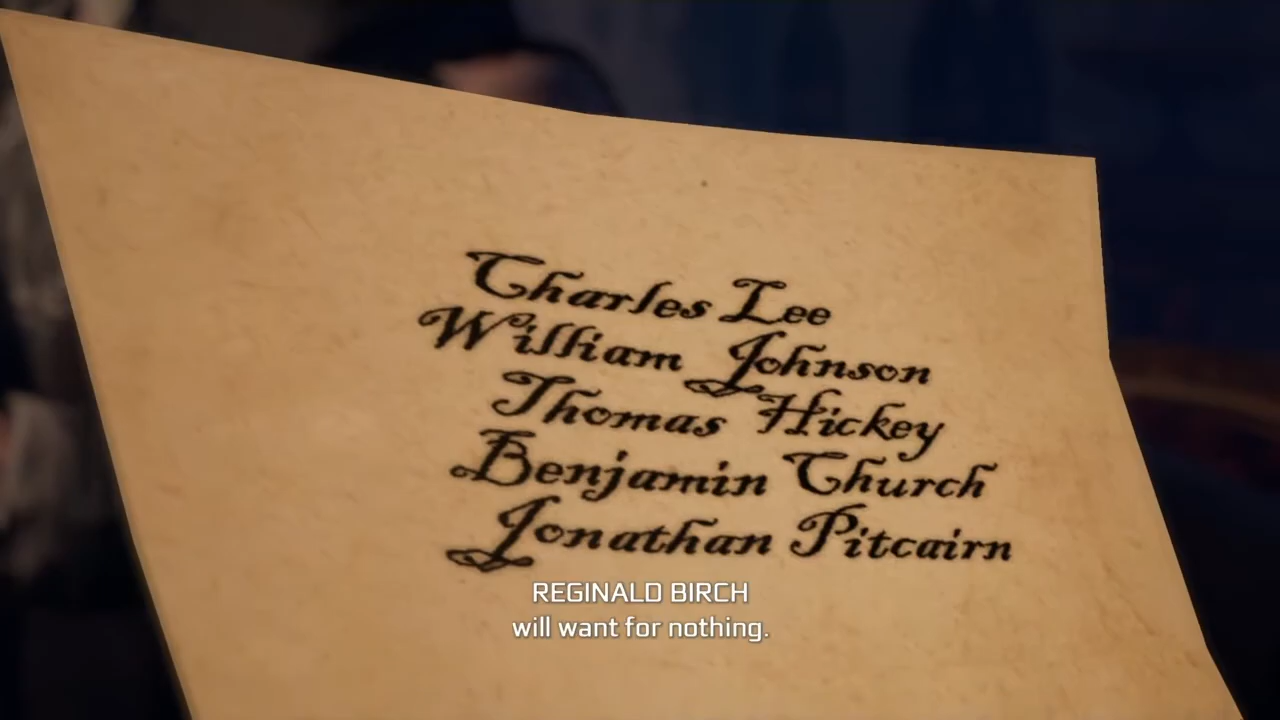 Charles Lee
William Johnson
Thomas Hickey
Benjamin Church
Jonathan Pitcairn
REGINALD BIRCH
will want for nothing.